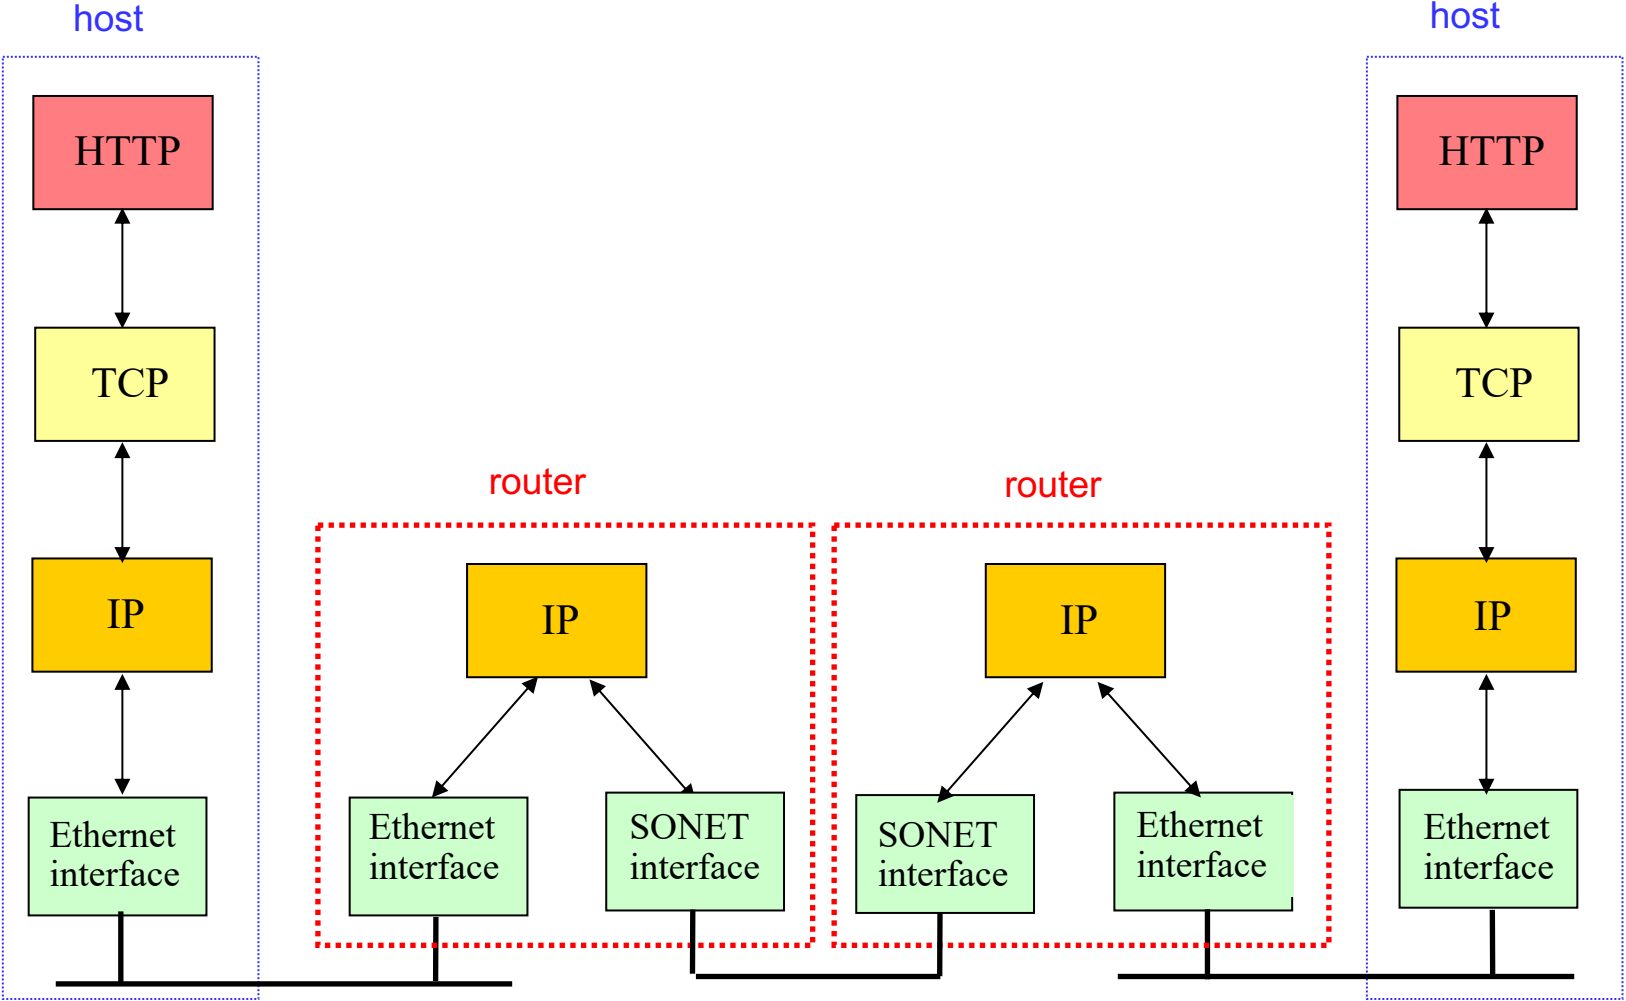 host
host
HTTP
HTTP
TCP
TCP
router
router
IP
IP
IP
IP
Ethernet
interface
Ethernet
interface
SONET
interface
SONET
interface
Ethernet
interface
Ethernet
interface